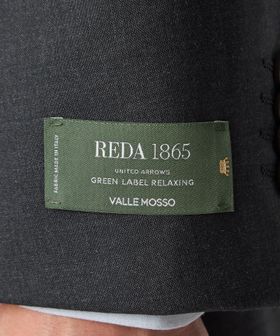 FABRIC MADE IN ITALY
REDA 1865
UNITED ARROWS
GREEN LABEL RELAXING
VALLE MOSSO